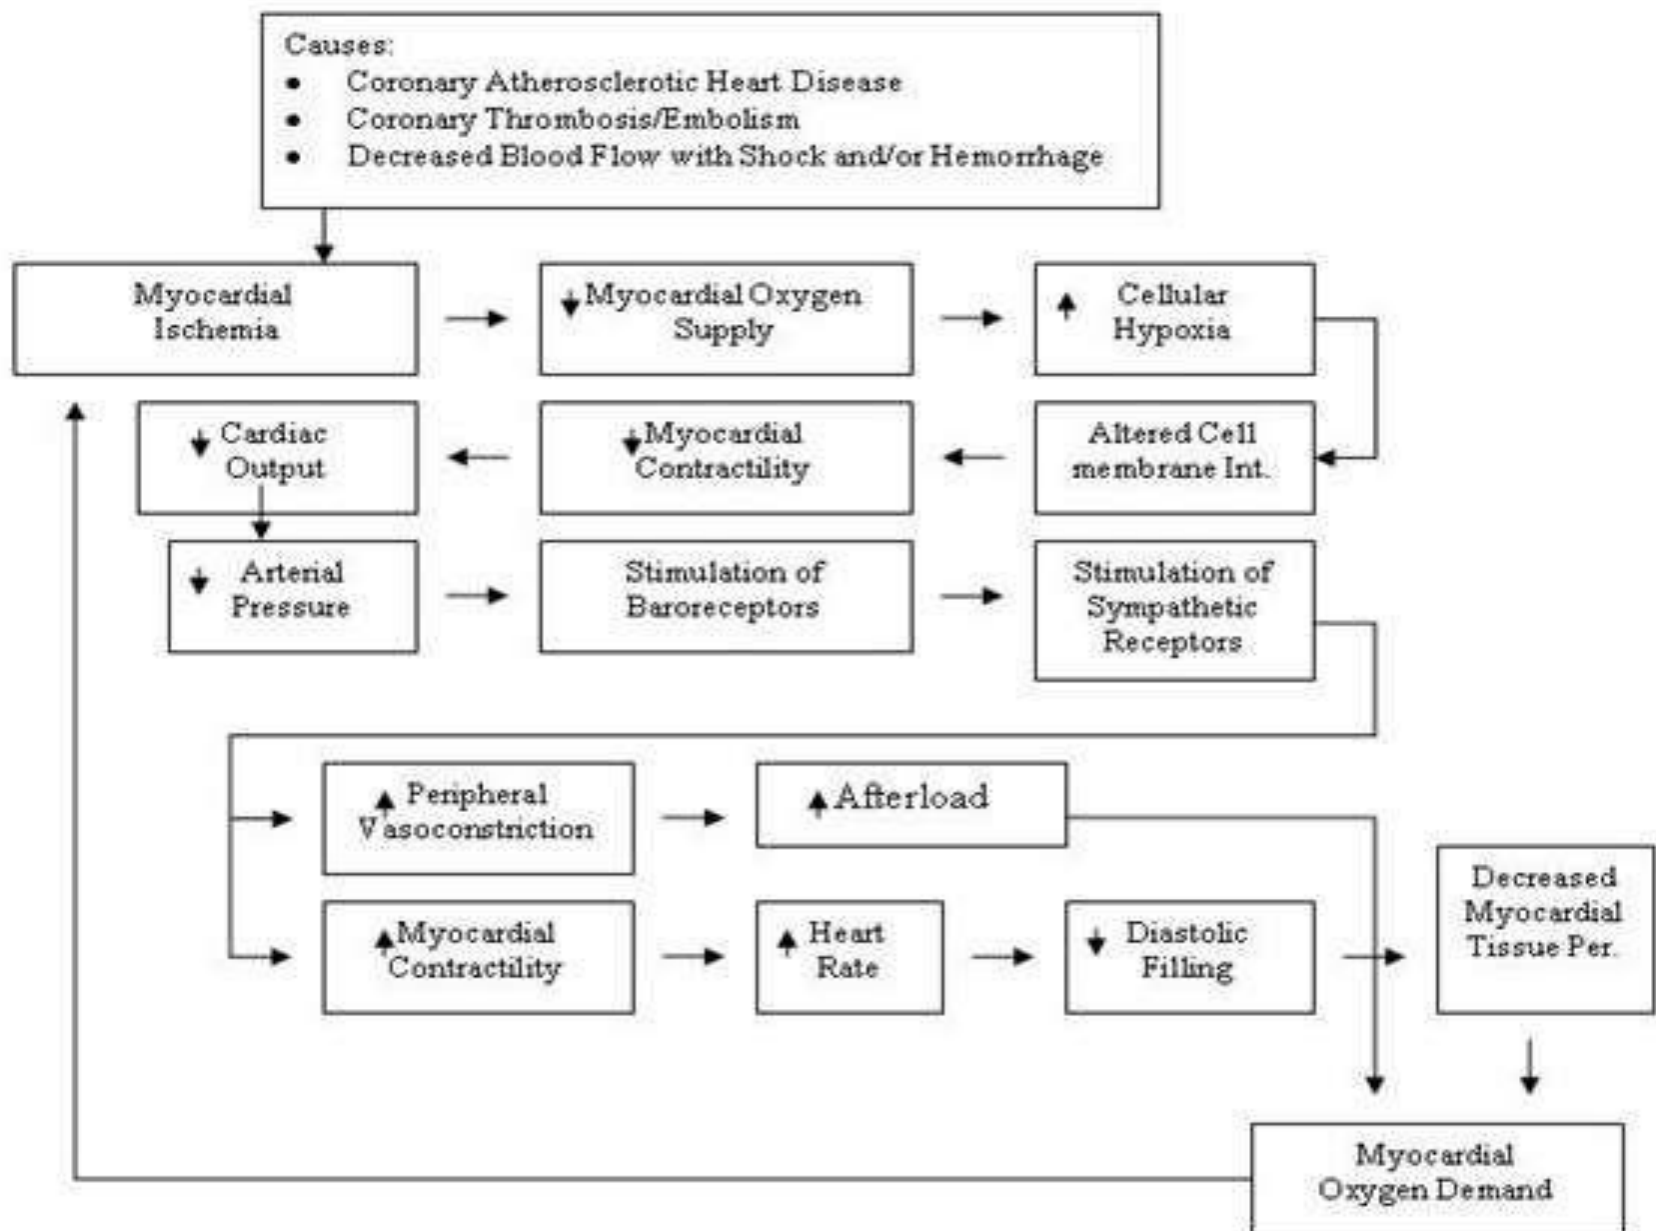 Causes:
● Coronary Atherosclerotic Heart Disease
● Coronary Thrombosis/Embolism
● Decreased Blood Flow with Shock and/or Hemorrhage
Myocardial
Ischemia
Myocardial Oxygen
Supply
Cellular
Hypoxia
Cardiac
Output
Myocardial
Contractility
Altered Cell
membrane Int.
Arterial
Pressure
Stimulation of
Baroreceptors
Stimulation of
Sympathetic
Receptors
Peripheral
Vasoconstriction
Afterload
Decreased
Myocardial
Tissue Per.
Myocardial
Contractility
Heart
Rate
Diastolic
Filling
Myocardial
Oxygen Demand